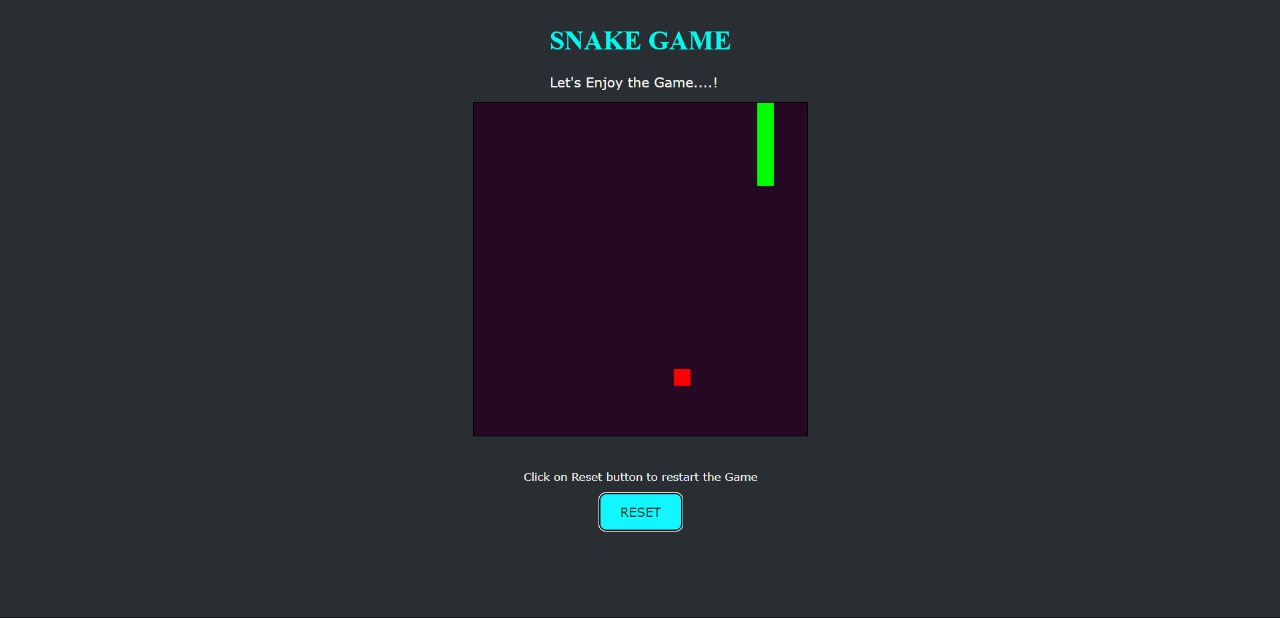 SNAKE GAME
Let's Enjoy the Game....!
Click on Reset button to restart the Game
RESET